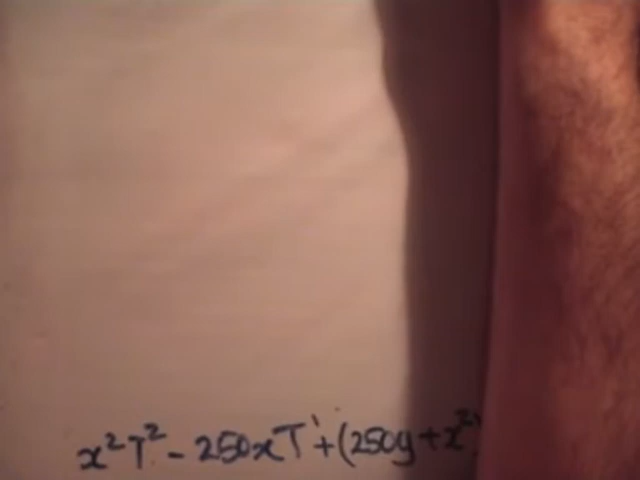 x²T² - 250xT + (250y + x²)